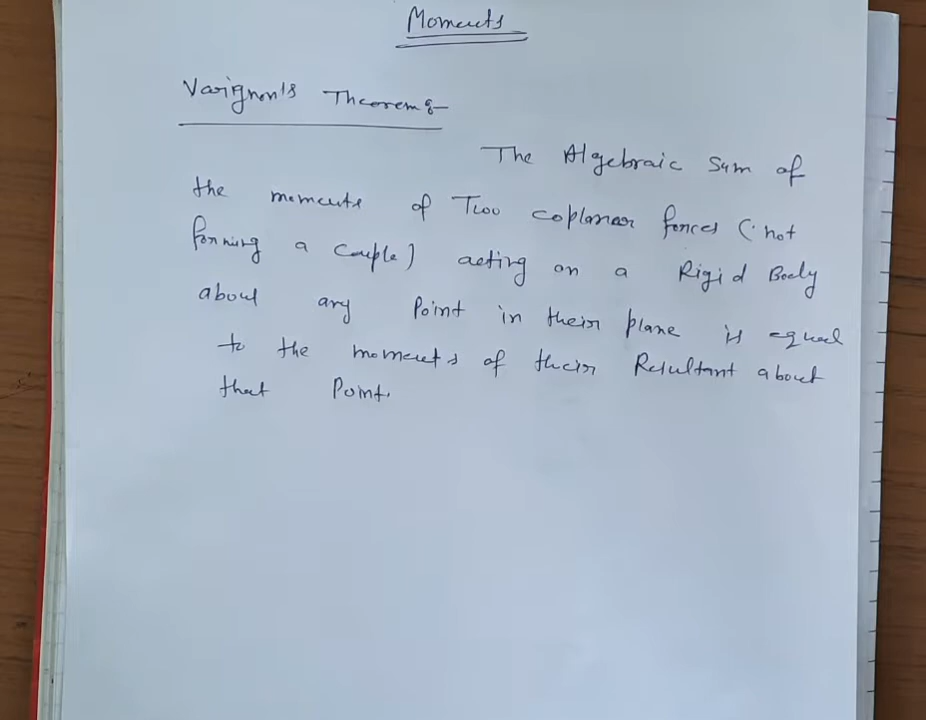 Moments
Varignon's Theorem :-
The Algebraic Sum of
the moments of Two coplanar forces (not
forming a couple) acting on a Rigid Body
about any Point in their plane is equal
to the moments of their Resultant about
that Point.